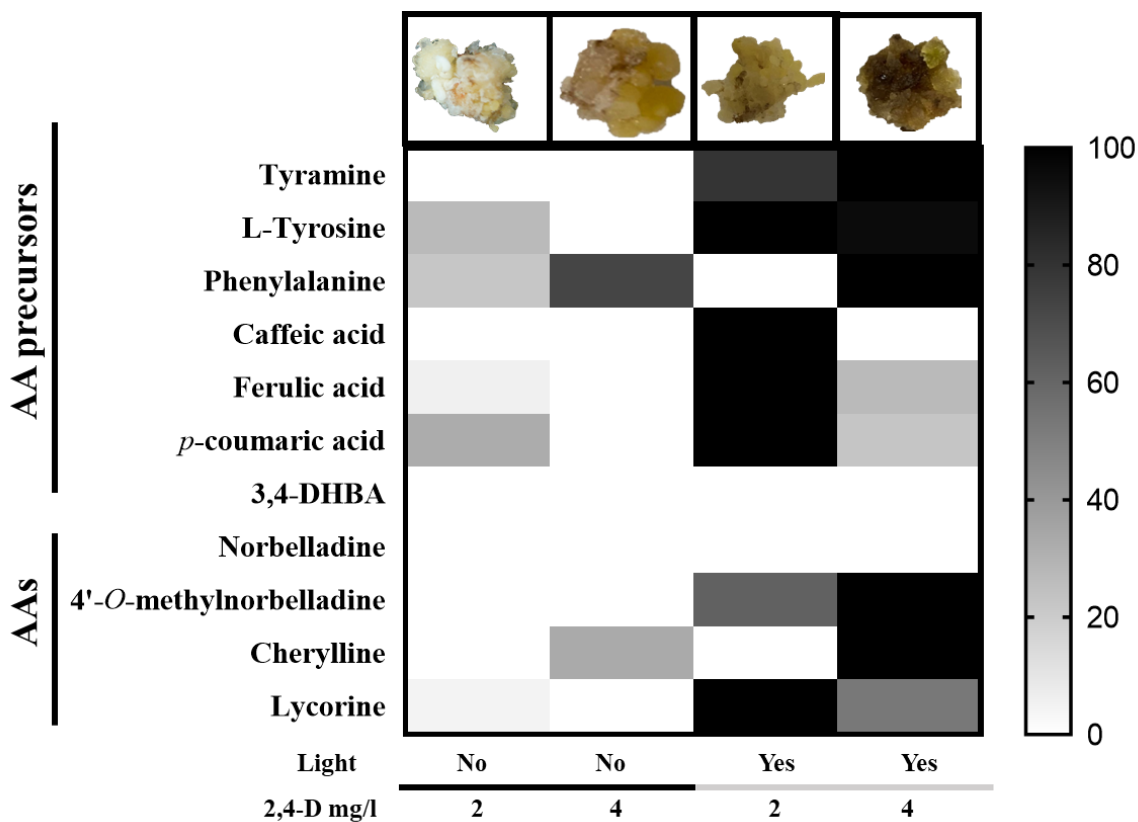 AA precursors
Tyramine
L-Tyrosine
Phenylalanine
Caffeic acid
Ferulic acid
p-coumaric acid
3,4-DHBA
AAs
Norbelladine
4'-O-methylnorbelladine
Cherylline
Lycorine
Light No No Yes Yes
2,4-D mg/l 2 4 2 4
100
80
60
40
20
0